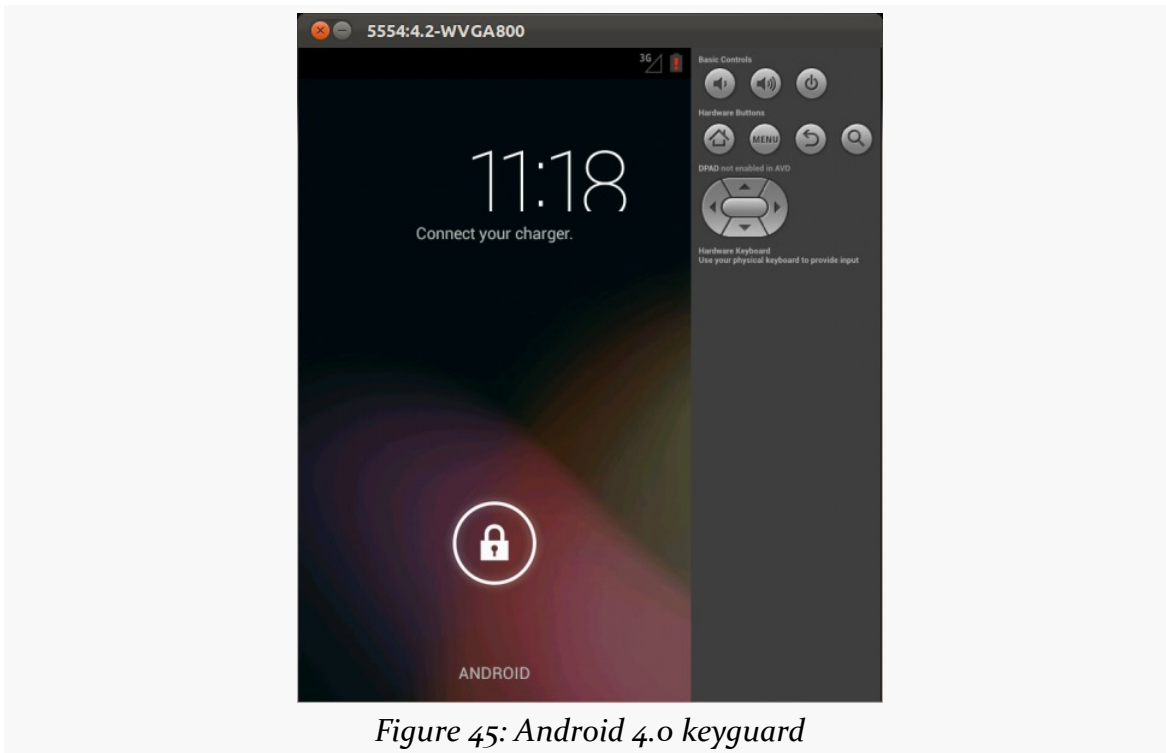 5554:4.2-WVGA800
3G
11:18
Connect your charger.
ANDROID
Basic Controls
Hardware Buttons
MENU
DPAD not enabled in AVD
Hardware Keyboard
Use your physical keyboard to provide input
Figure 45: Android 4.0 keyguard